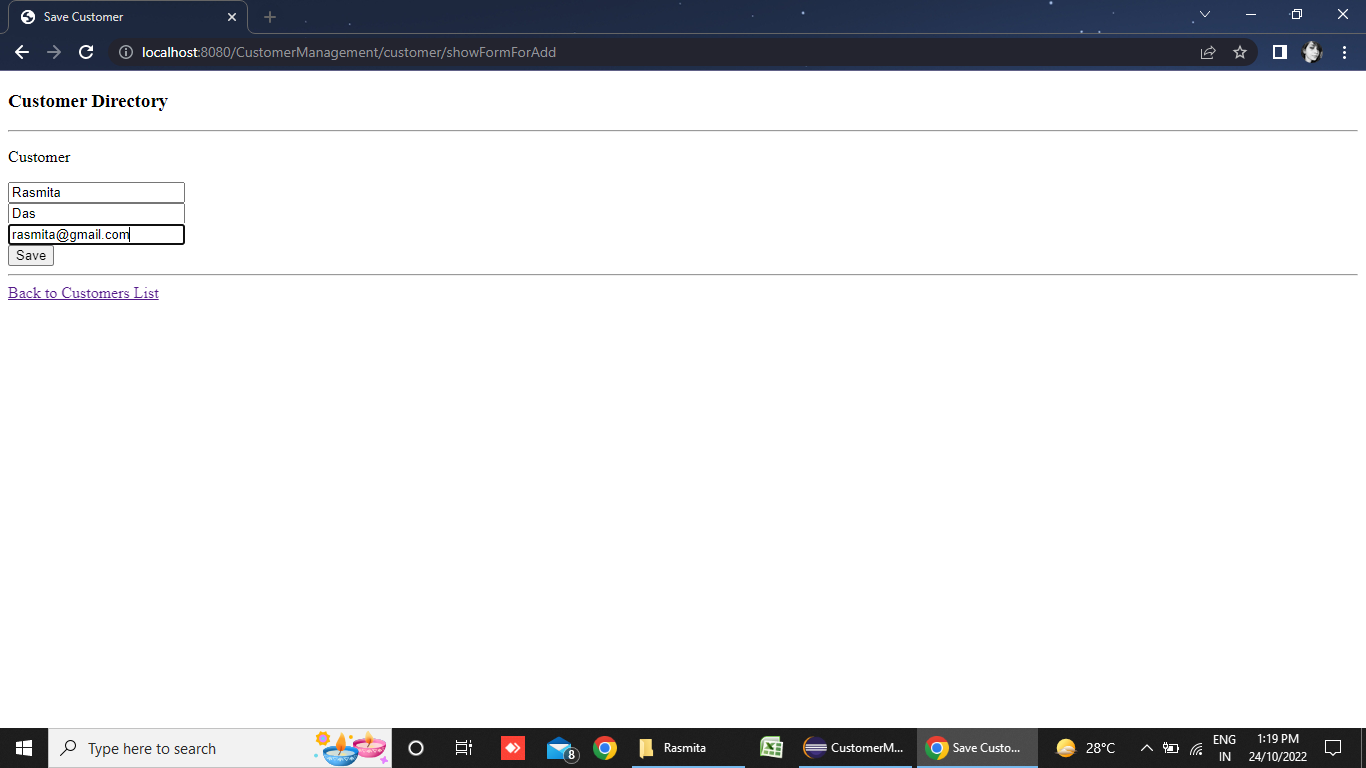 Save Customer
localhost:8080/CustomerManagement/customer/showFormForAdd
Customer Directory
Customer
Rasmita
Das
rasmita@gmail.com
Save
Back to Customers List
Type here to search
8
Rasmita
CustomerM...
Save Custo...
28°C
ENG
IN
1:19 PM
24/10/2022